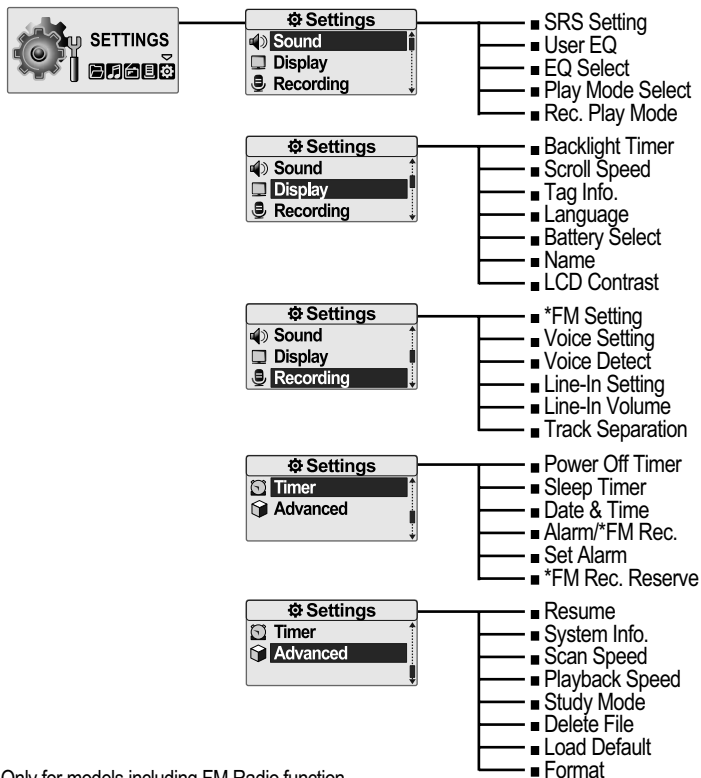 SETTINGS
Settings
Sound
Display
Recording
■ SRS Setting
■ User EQ
■ EQ Select
■ Play Mode Select
■ Rec. Play Mode
Settings
Sound
Display
Recording
■ Backlight Timer
■ Scroll Speed
■ Tag Info.
■ Language
■ Battery Select
■ Name
■ LCD Contrast
Settings
Sound
Display
Recording
■ *FM Setting
■ Voice Setting
■ Voice Detect
■ Line-In Setting
■ Line-In Volume
■ Track Separation
Settings
Timer
Advanced
■ Power Off Timer
■ Sleep Timer
■ Date & Time
■ Alarm/*FM Rec.
■ Set Alarm
■ *FM Rec. Reserve
Settings
Timer
Advanced
■ Resume
■ System Info.
■ Scan Speed
■ Playback Speed
■ Study Mode
■ Delete File
■ Load Default
■ Format
Only for models including FM Radio function